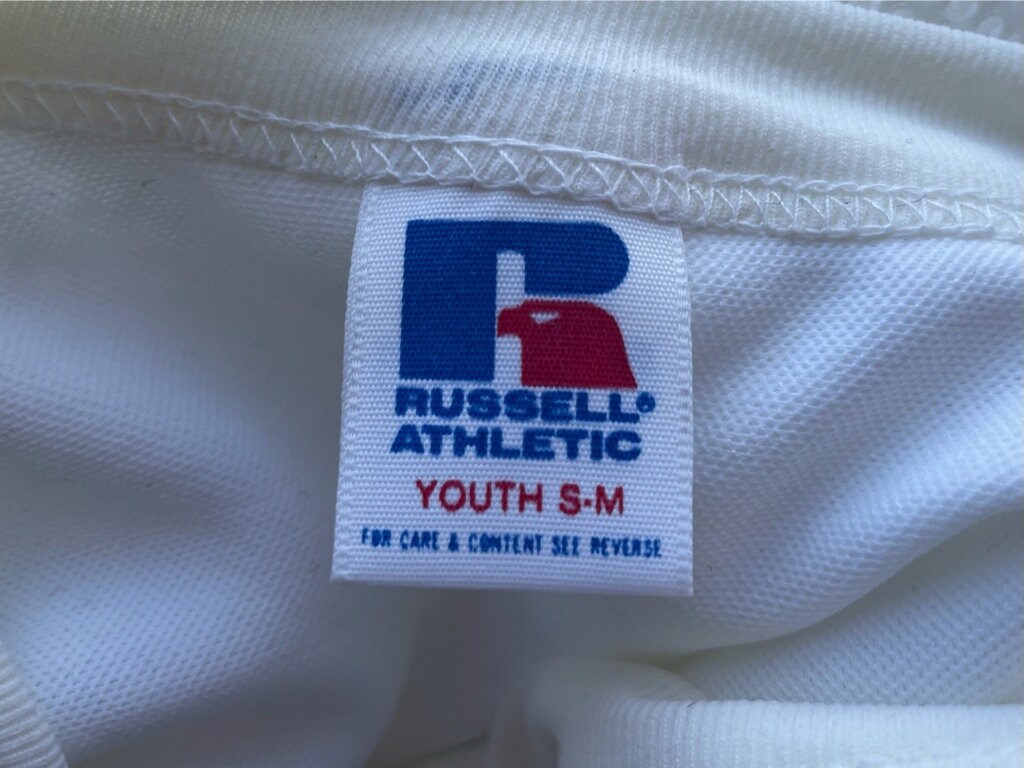 RUSSELL®
ATHLETIC
YOUTH S-M
FOR CARE & CONTENT SEE REVERSE